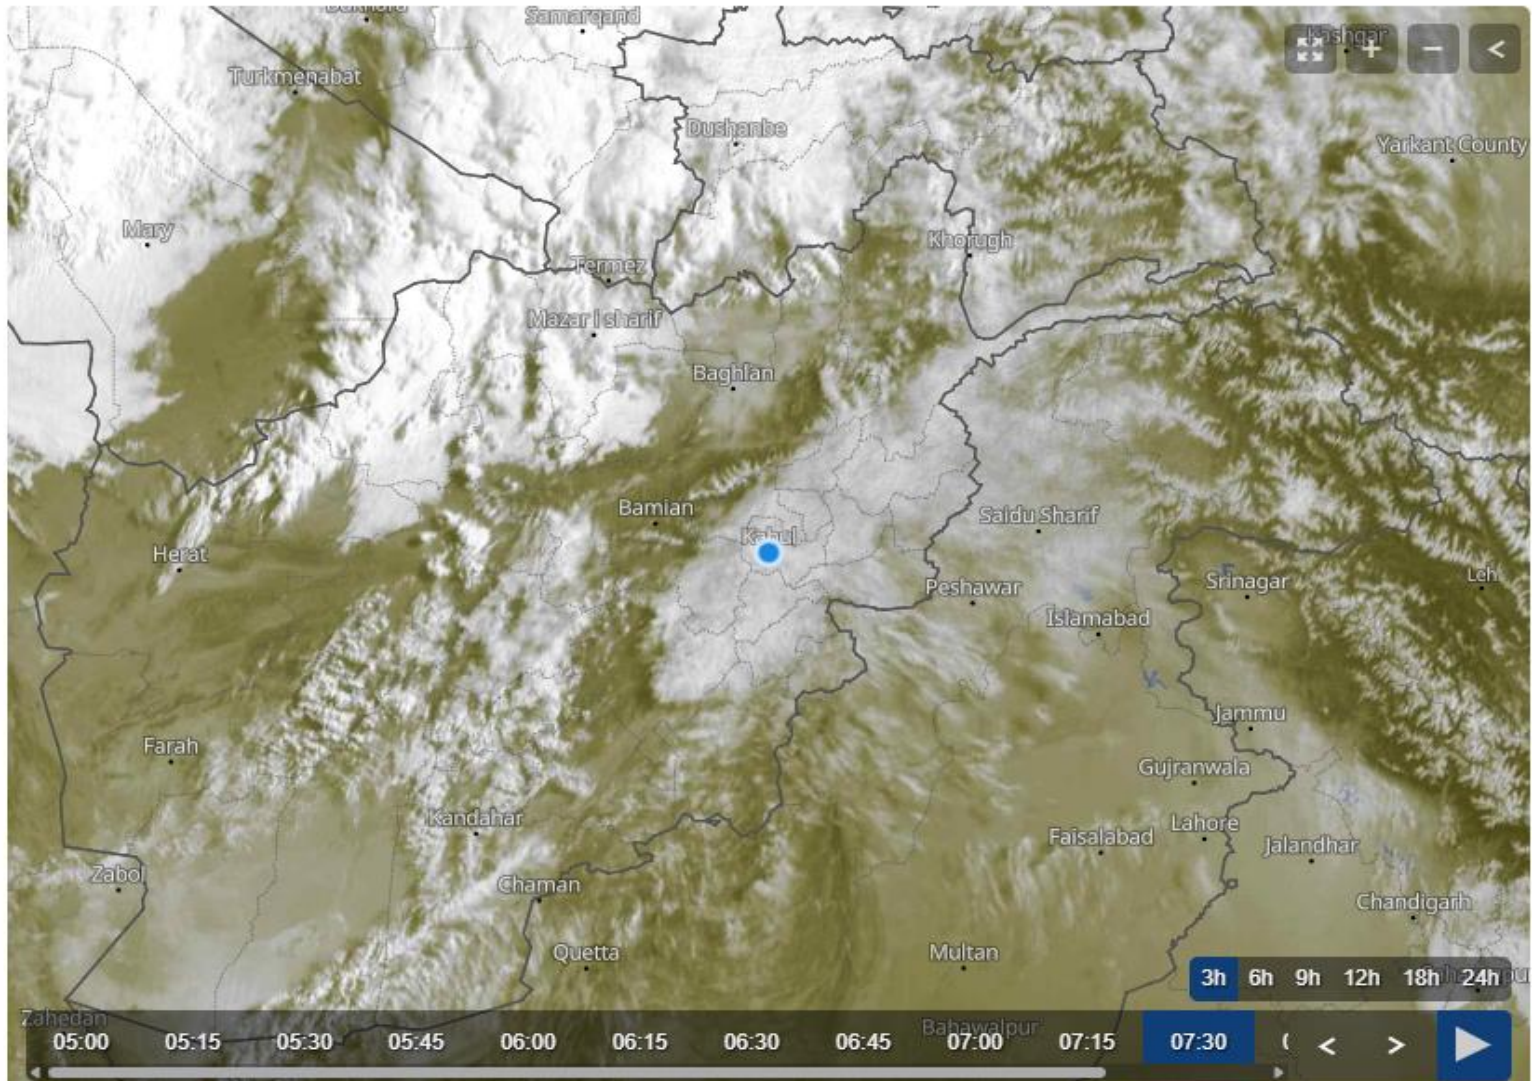 Bukhara
Samarqand
Kashgar
+
−
<
Turkmenabat
Dushanbe
Yarkant County
Mary
Khorugh
Termez
Mazar I sharif
Baghlan
Bamian
Saidu Sharif
Kabul
Herat
Peshawar
Srinagar
Leh
Islamabad
Jammu
Farah
Gujranwala
Kandahar
Lahore
Faisalabad
Jalandhar
Zabol
Chaman
Chandigarh
Quetta
Multan
3h 6h 9h 12h 18h 24h
Zahedan
Bahawalpur
05:00 05:15 05:30 05:45 06:00 06:15 06:30 06:45 07:00 07:15 07:30 < >